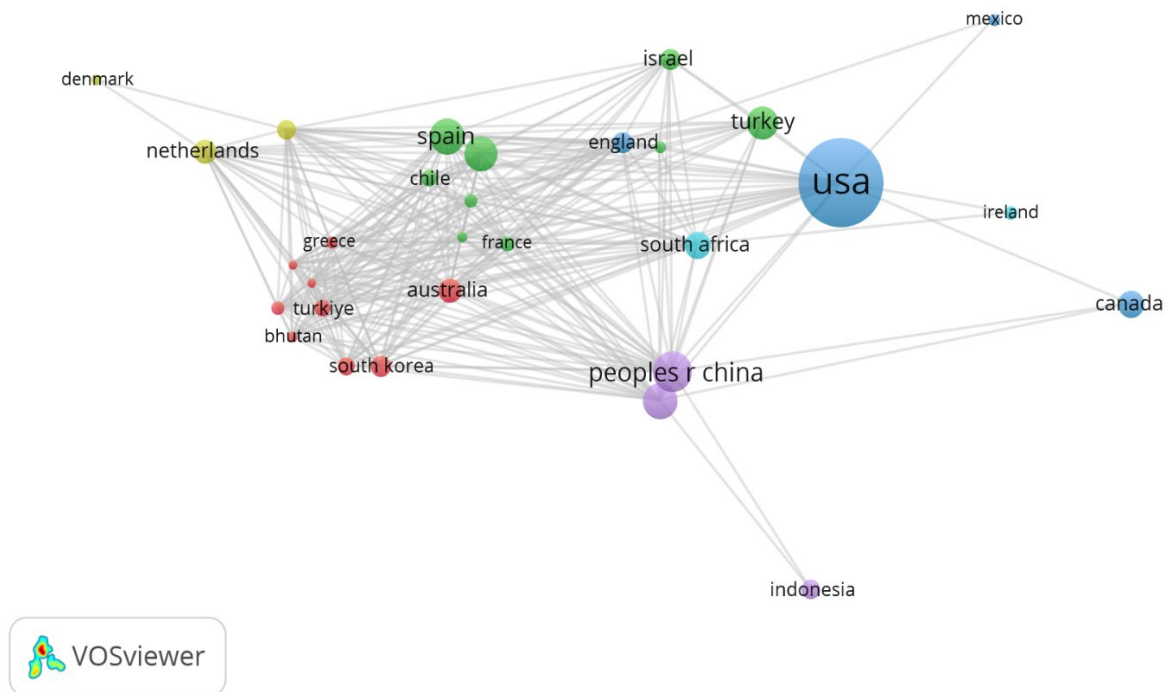 mexico
israel
denmark
turkey
spain
england
netherlands
chile
usa
ireland
greece
france
south africa
australia
canada
turkiye
bhutan
south korea
peoples r china
indonesia
VOSviewer